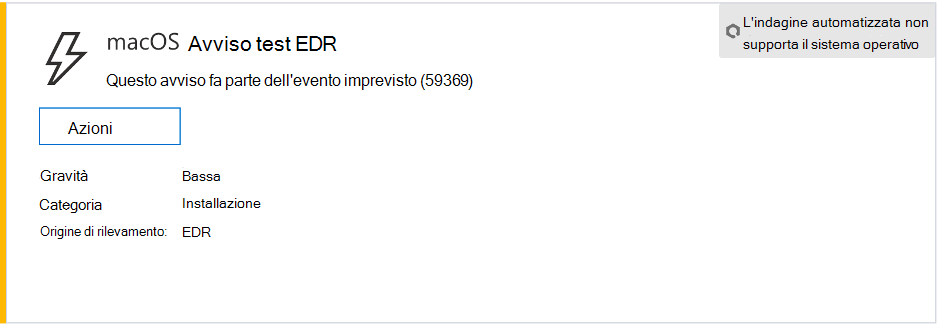 macOS Avviso test EDR
L'indagine automatizzata non
supporta il sistema operativo
Questo avviso fa parte dell'evento imprevisto (59369)
Azioni
Gravità Bassa
Categoria Installazione
Origine di rilevamento: EDR